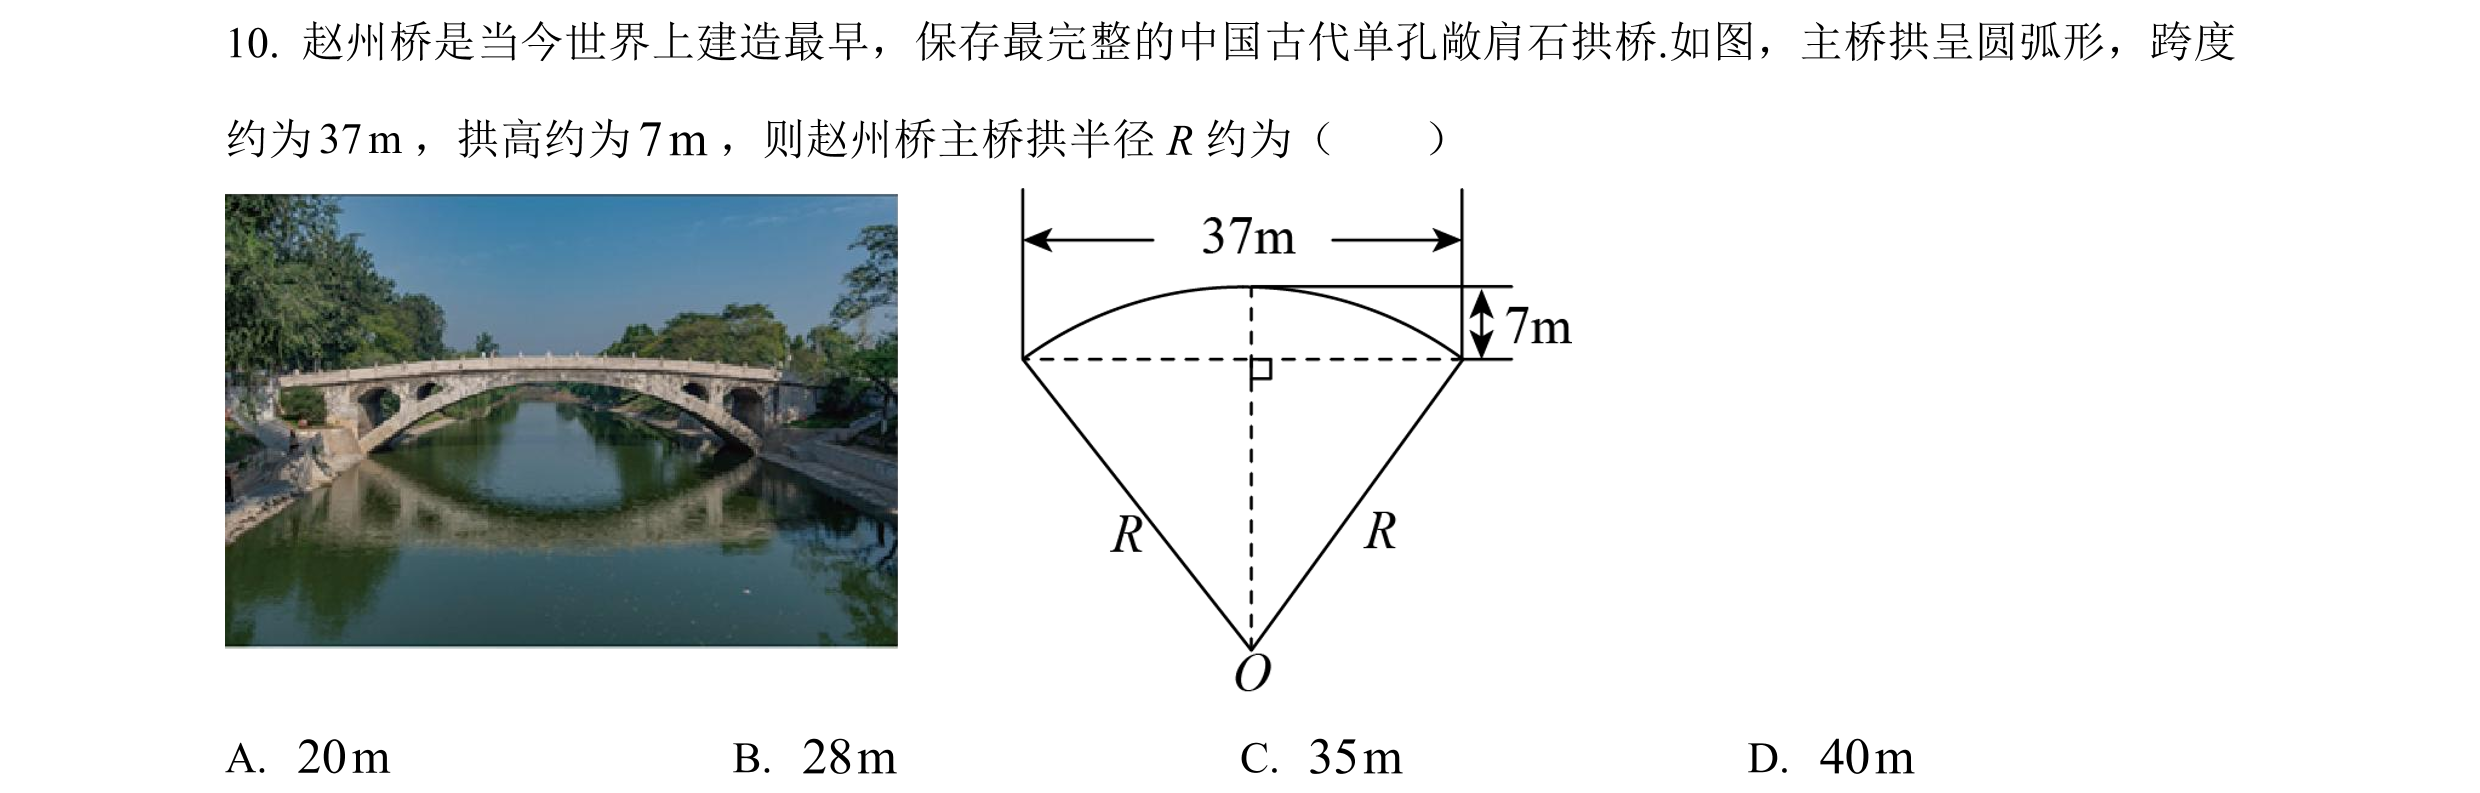 10. 赵州桥是当今世界上建造最早，保存最完整的中国古代单孔敞肩石拱桥.如图，主桥拱呈圆弧形，跨度
约为37m，拱高约为7m，则赵州桥主桥拱半径 R 约为（　　）
37m
7m
R
R
O
A. 20m B. 28m C. 35m D. 40m